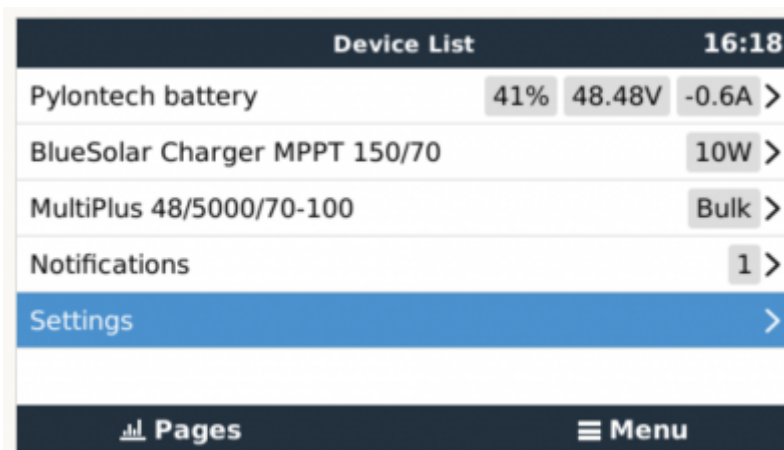 Device List 16:18
Pylontech battery 41% 48.48V -0.6A
BlueSolar Charger MPPT 150/70 10W
MultiPlus 48/5000/70-100 Bulk
Notifications 1
Settings
Pages Menu